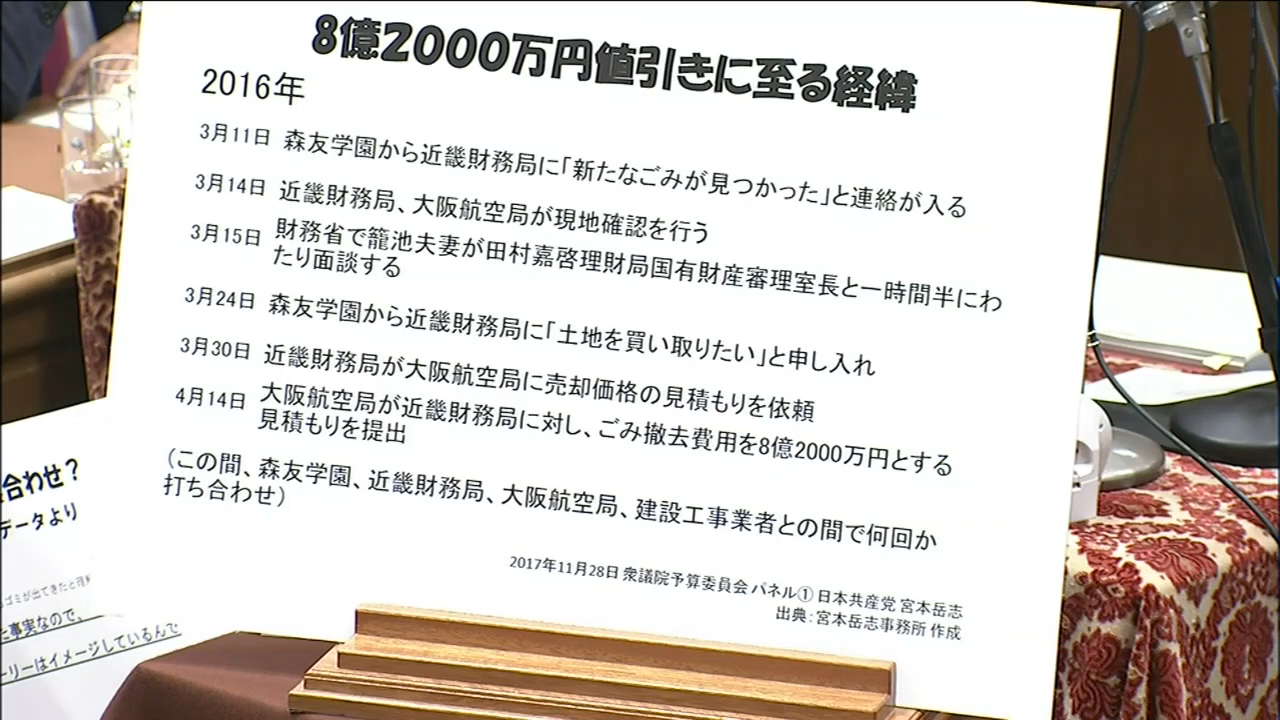 8億2000万円値引きに至る経緯
2016年
3月11日 森友学園から近畿財務局に「新たなごみが見つかった」と連絡が入る
3月14日 近畿財務局、大阪航空局が現地確認を行う
3月15日 財務省で籠池夫妻が田村嘉啓理財局国有財産審理室長と一時間半にわ
たり面談する
3月24日 森友学園から近畿財務局に「土地を買い取りたい」と申し入れ
3月30日 近畿財務局が大阪航空局に売却価格の見積もりを依頼
4月14日 大阪航空局が近畿財務局に対し、ごみ撤去費用を8億2000万円とする
見積もりを提出
(この間、森友学園、近畿財務局、大阪航空局、建設工事業者との間で何回か
打ち合わせ)
2017年11月28日 衆議院予算委員会 パネル① 日本共産党 宮本岳志
出典：宮本岳志事務所 作成
合わせ？
データより
ゴミが出てきたと理
事実なので、
ーリーはイメージしているんで